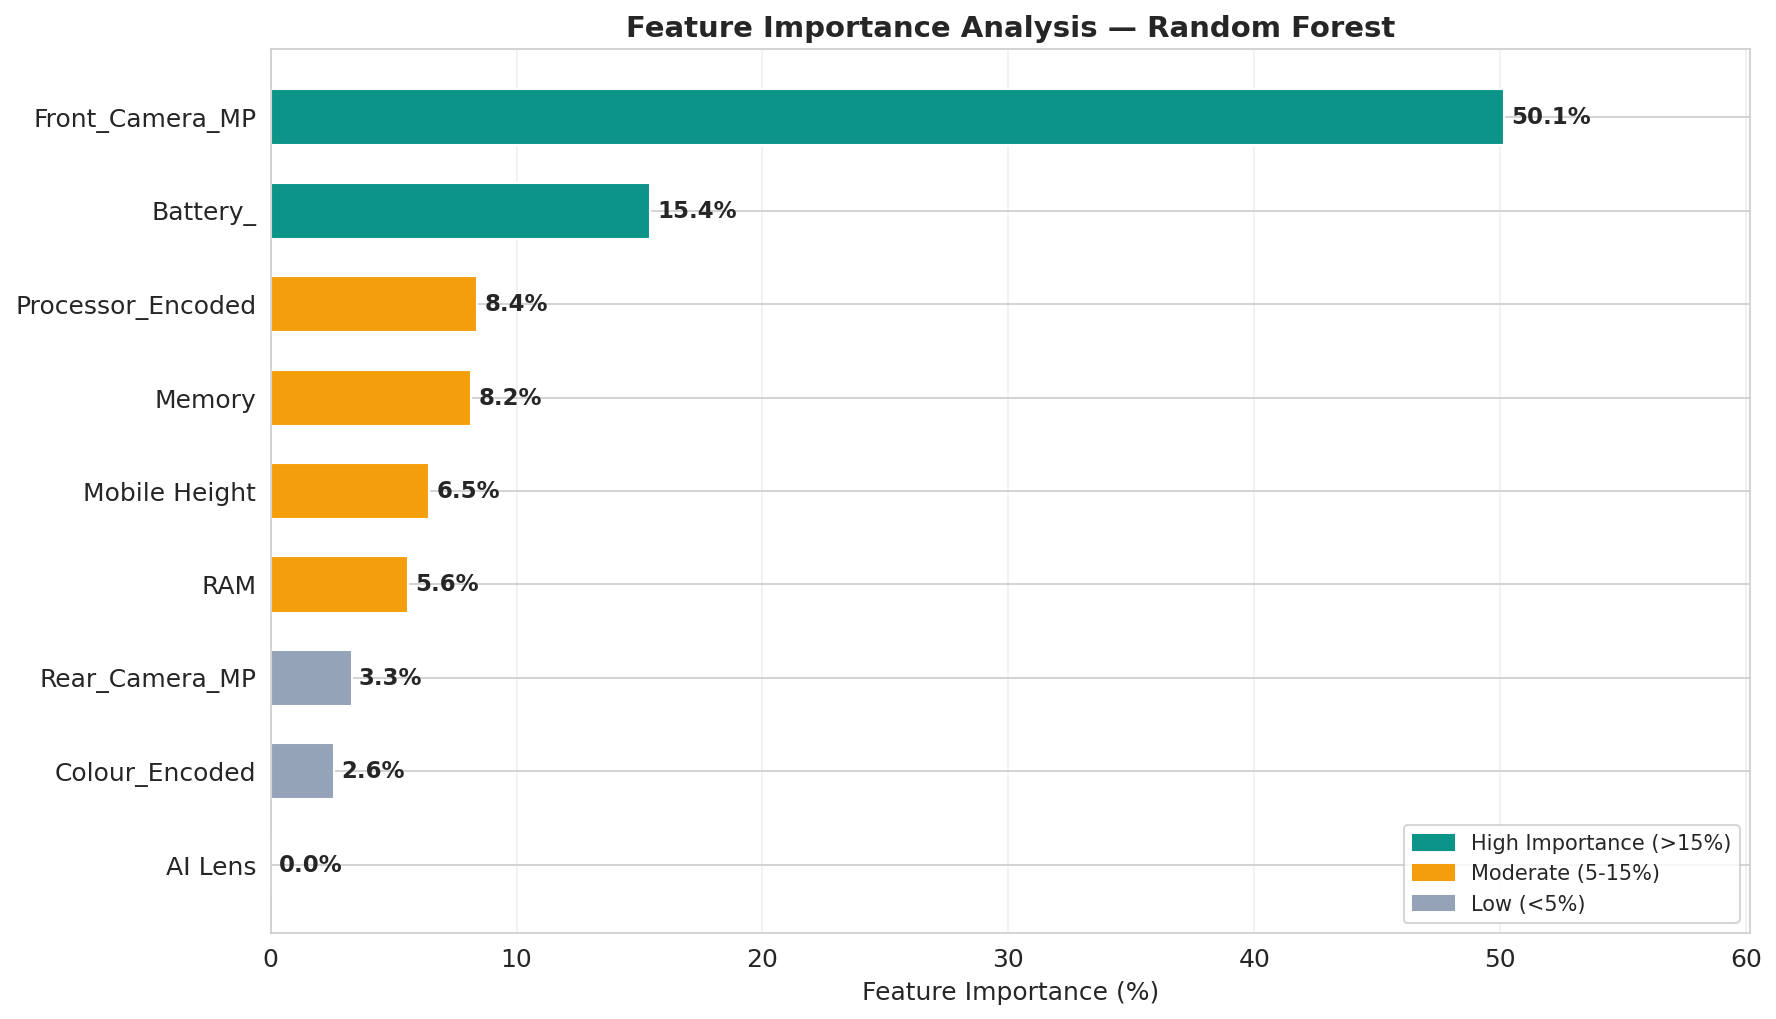 Feature Importance Analysis — Random Forest
Front_Camera_MP
50.1%
Battery_
15.4%
Processor_Encoded
8.4%
Memory
8.2%
Mobile Height
6.5%
RAM
5.6%
Rear_Camera_MP
3.3%
Colour_Encoded
2.6%
AI Lens
0.0%
High Importance (>15%)
Moderate (5-15%)
Low (<5%)
0 10 20 30 40 50 60
Feature Importance (%)